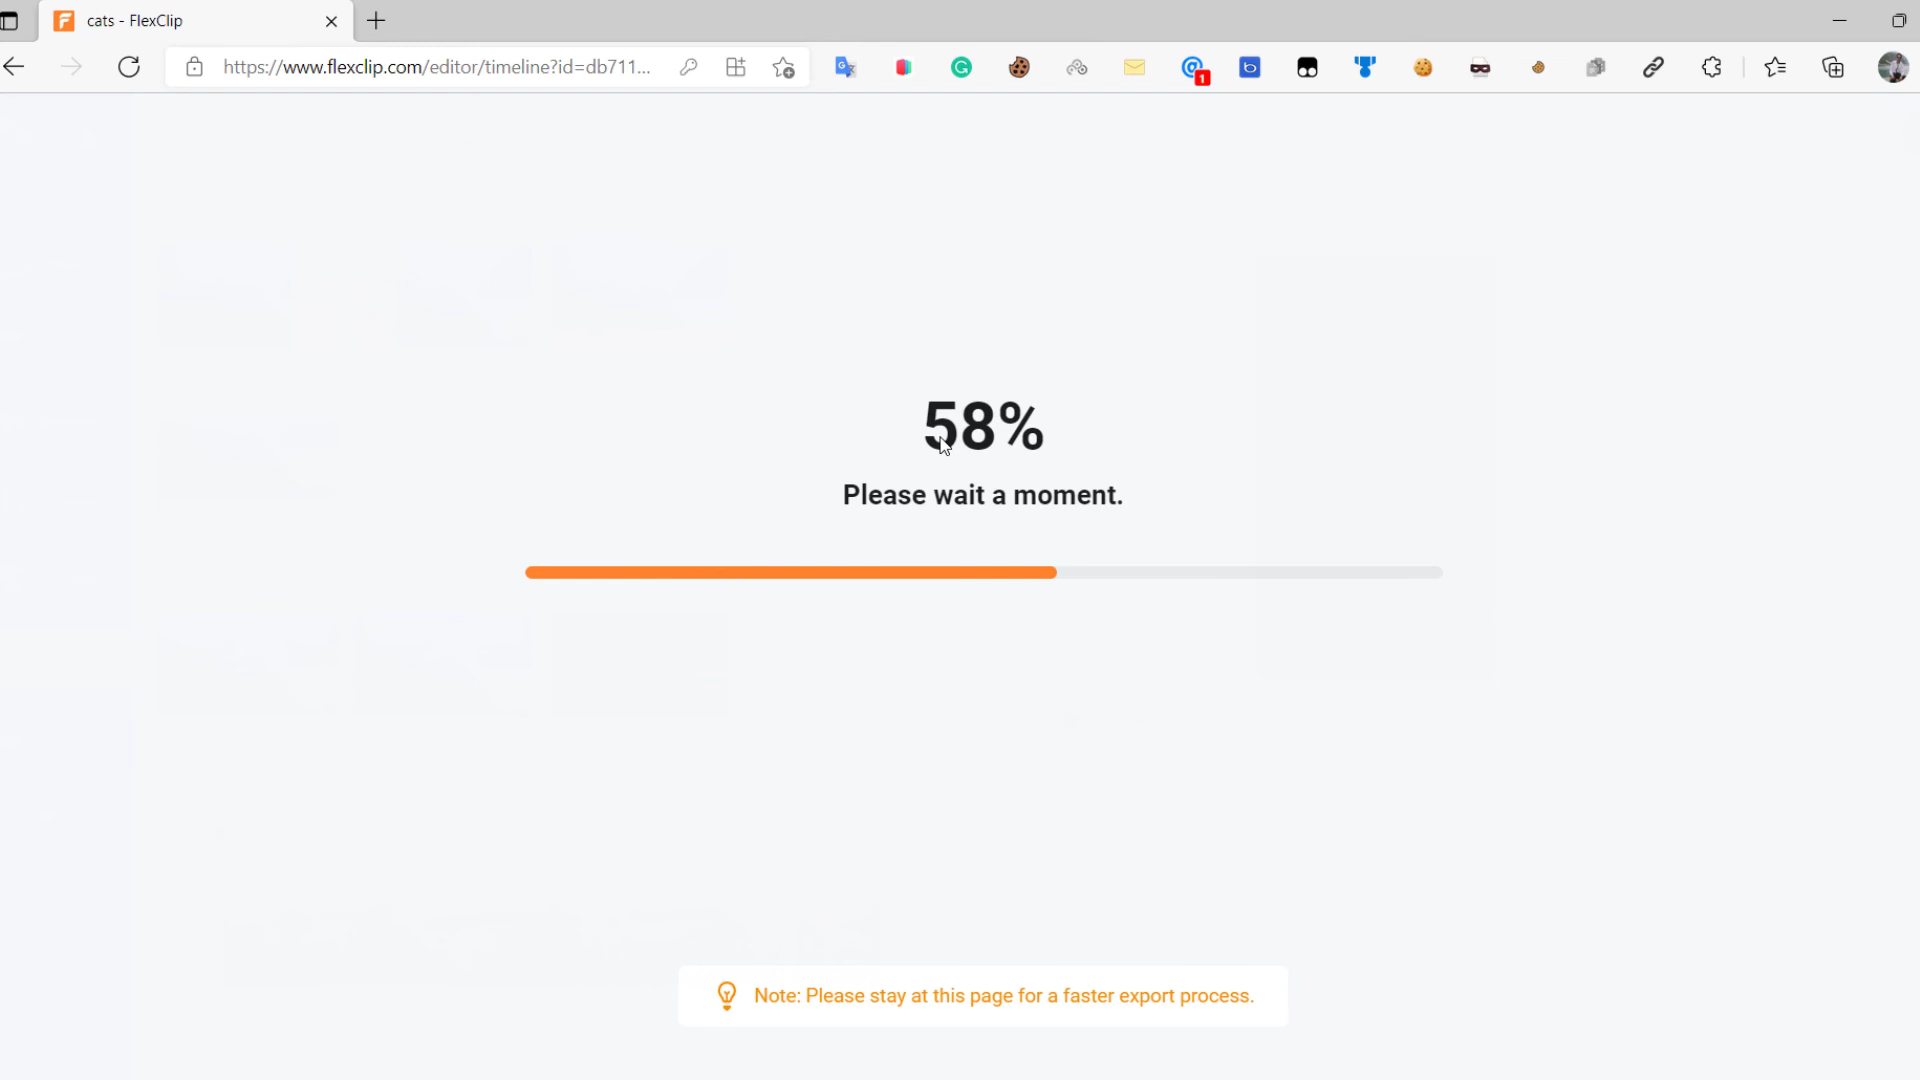 cats - FlexClip
https://www.flexclip.com/editor/timeline?id=db711...
1
58%
Please wait a moment.
Note: Please stay at this page for a faster export process.